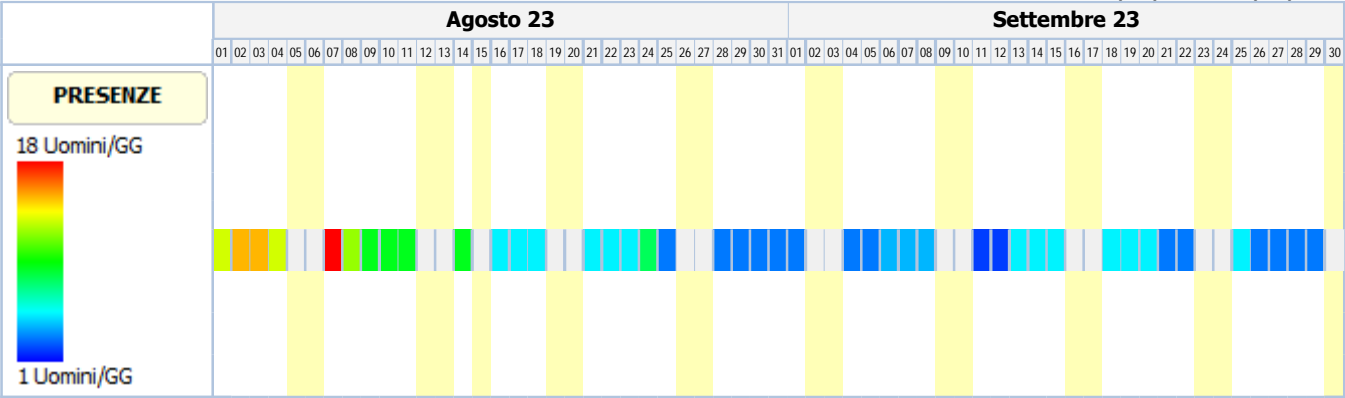 Agosto 23 Settembre 23
01 02 03 04 05 06 07 08 09 10 11 12 13 14 15 16 17 18 19 20 21 22 23 24 25 26 27 28 29 30 31 01 02 03 04 05 06 07 08 09 10 11 12 13 14 15 16 17 18 19 20 21 22 23 24 25 26 27 28 29 30
PRESENZE
18 Uomini/GG
1 Uomini/GG